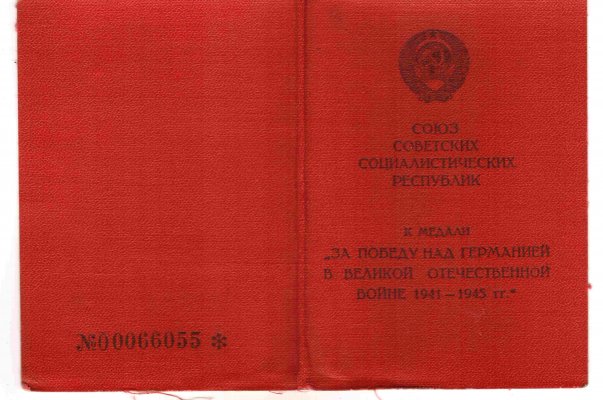 СОЮЗ
СОВЕТСКИХ
СОЦИАЛИСТИЧЕСКИХ
РЕСПУБЛИК
К МЕДАЛИ
„ЗА ПОБЕДУ НАД ГЕРМАНИЕЙ
В ВЕЛИКОЙ ОТЕЧЕСТВЕННОЙ
ВОЙНЕ 1941–1945 гг.“
№00066055 *